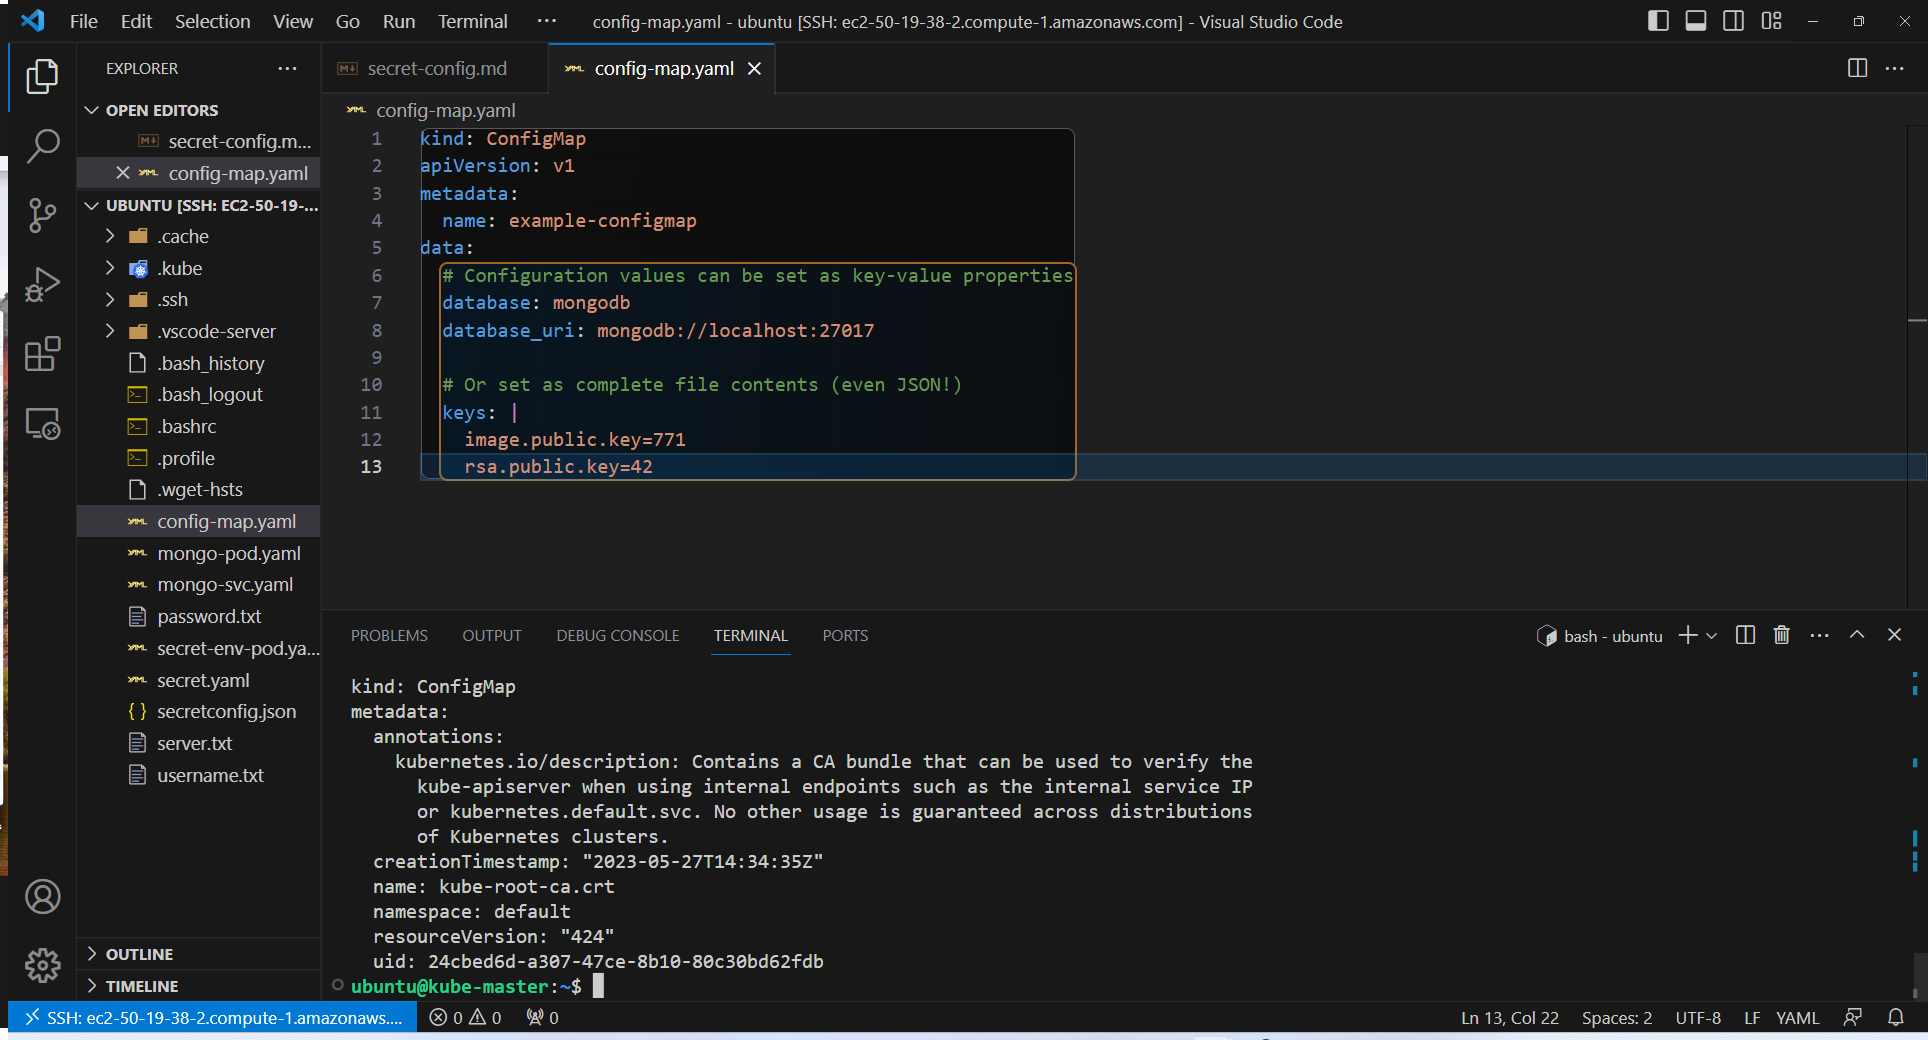 File Edit Selection View Go Run Terminal ··· config-map.yaml - ubuntu [SSH: ec2-50-19-38-2.compute-1.amazonaws.com] - Visual Studio Code
EXPLORER ···
OPEN EDITORS
secret-config.m...
config-map.yaml
UBUNTU [SSH: EC2-50-19-...
.cache
.kube
.ssh
.vscode-server
.bash_history
.bash_logout
.bashrc
.profile
.wget-hsts
config-map.yaml
mongo-pod.yaml
mongo-svc.yaml
password.txt
secret-env-pod.ya...
secret.yaml
secretconfig.json
server.txt
username.txt
OUTLINE
TIMELINE
secret-config.md config-map.yaml
config-map.yaml
1 kind: ConfigMap
2 apiVersion: v1
3 metadata:
4 name: example-configmap
5 data:
6 # Configuration values can be set as key-value properties
7 database: mongodb
8 database_uri: mongodb://localhost:27017
9
10 # Or set as complete file contents (even JSON!)
11 keys: |
12 image.public.key=771
13 rsa.public.key=42
PROBLEMS OUTPUT DEBUG CONSOLE TERMINAL PORTS bash - ubuntu
kind: ConfigMap
metadata:
annotations:
kubernetes.io/description: Contains a CA bundle that can be used to verify the
kube-apiserver when using internal endpoints such as the internal service IP
or kubernetes.default.svc. No other usage is guaranteed across distributions
of Kubernetes clusters.
creationTimestamp: "2023-05-27T14:34:35Z"
name: kube-root-ca.crt
namespace: default
resourceVersion: "424"
uid: 24cbed6d-a307-47ce-8b10-80c30bd62fdb
ubuntu@kube-master:~$
SSH: ec2-50-19-38-2.compute-1.amazonaws.... 0 0 0 Ln 13, Col 22 Spaces: 2 UTF-8 LF YAML